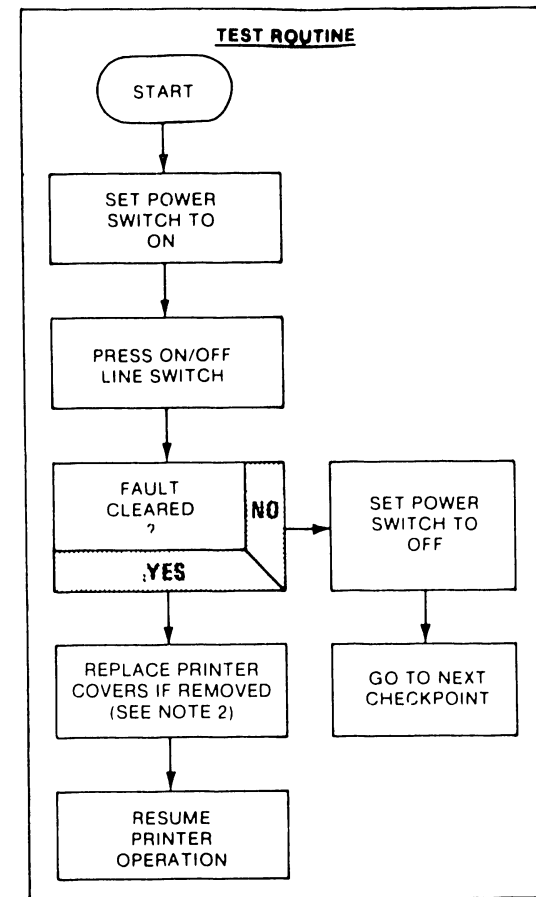 TEST ROUTINE
START
SET POWER
SWITCH TO
ON
PRESS ON/OFF
LINE SWITCH
FAULT
CLEARED
?
NO
YES
SET POWER
SWITCH TO
OFF
GO TO NEXT
CHECKPOINT
REPLACE PRINTER
COVERS IF REMOVED
(SEE NOTE 2)
RESUME
PRINTER
OPERATION